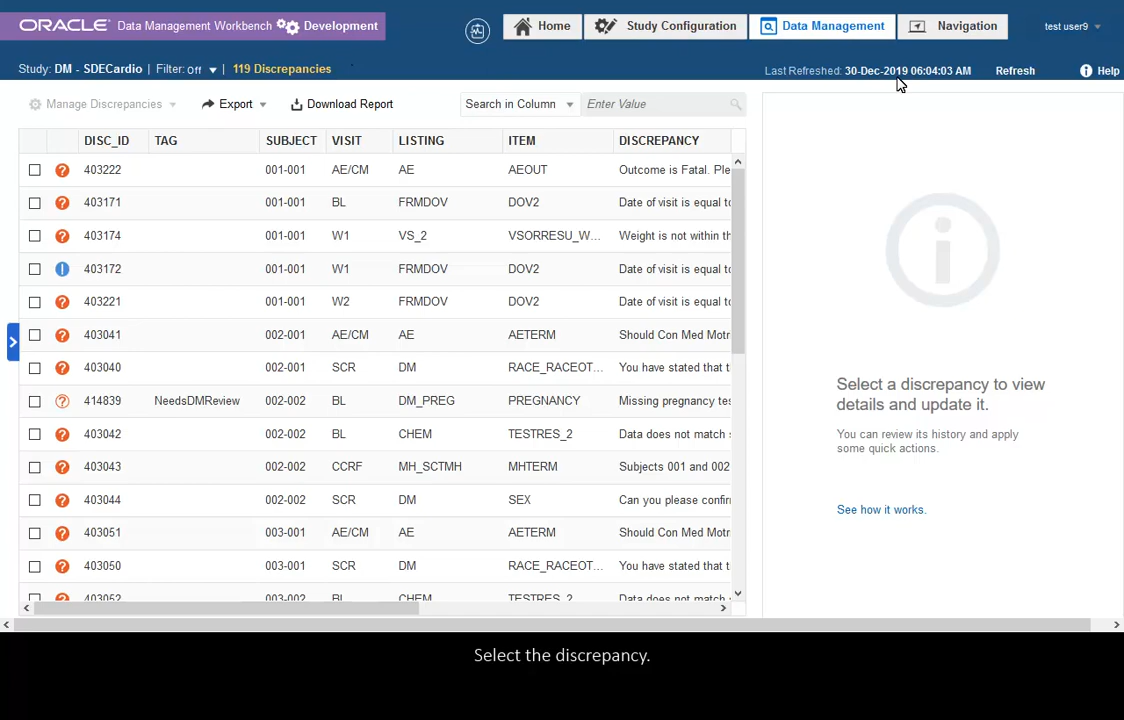 ORACLE Data Management Workbench Development
Home
Study Configuration
Data Management
Navigation
test user9
Study: DM - SDECardio | Filter: Off | 119 Discrepancies
Last Refreshed: 30-Dec-2019 06:04:03 AM
Refresh
Help
Manage Discrepancies
Export
Download Report
Search in Column
Enter Value
DISC_ID TAG SUBJECT VISIT LISTING ITEM DISCREPANCY
403222 001-001 AE/CM AE AEOUT Outcome is Fatal. Ple
403171 001-001 BL FRMDOV DOV2 Date of visit is equal to
403174 001-001 W1 VS_2 VSORRESU_W... Weight is not within th
403172 001-001 W1 FRMDOV DOV2 Date of visit is equal to
403221 001-001 W2 FRMDOV DOV2 Date of visit is equal to
403041 002-001 AE/CM AE AETERM Should Con Med Motr
403040 002-001 SCR DM RACE_RACEOT... You have stated that t
414839 NeedsDMReview 002-002 BL DM_PREG PREGNANCY Missing pregnancy tes
403042 002-002 BL CHEM TESTRES_2 Data does not match s
403043 002-002 CCRF MH_SCTMH MHTERM Subjects 001 and 002
403044 002-002 SCR DM SEX Can you please confir
403051 003-001 AE/CM AE AETERM Should Con Med Motr
403050 003-001 SCR DM RACE_RACEOT... You have stated that t
403052 003-002 BL CHEM TESTRES_2 Data does not match s
Select a discrepancy to view
details and update it.
You can review its history and apply
some quick actions.
See how it works.
Select the discrepancy.